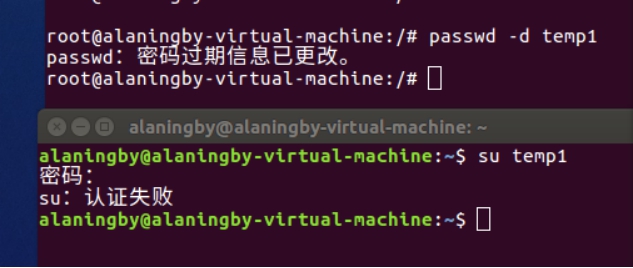 root@alaningby-virtual-machine:/# passwd -d temp1
passwd：密码过期信息已更改。
root@alaningby-virtual-machine:/#
alaningby@alaningby-virtual-machine: ~
alaningby@alaningby-virtual-machine:~$ su temp1
密码：
su：认证失败
alaningby@alaningby-virtual-machine:~$